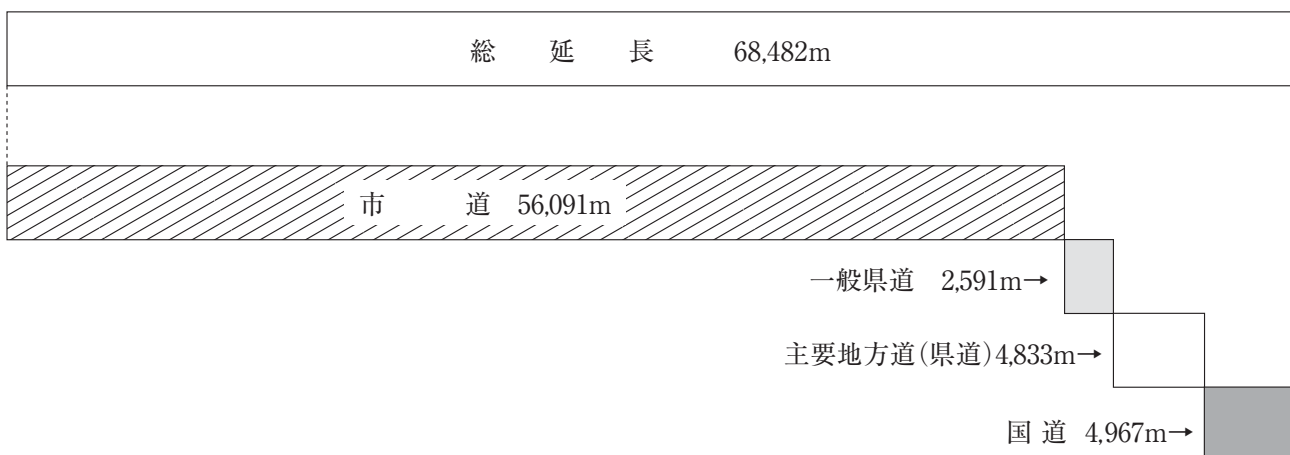 総延長 68,482m
市道 56,091m
一般県道 2,591m→
主要地方道(県道)4,833m→
国道 4,967m→